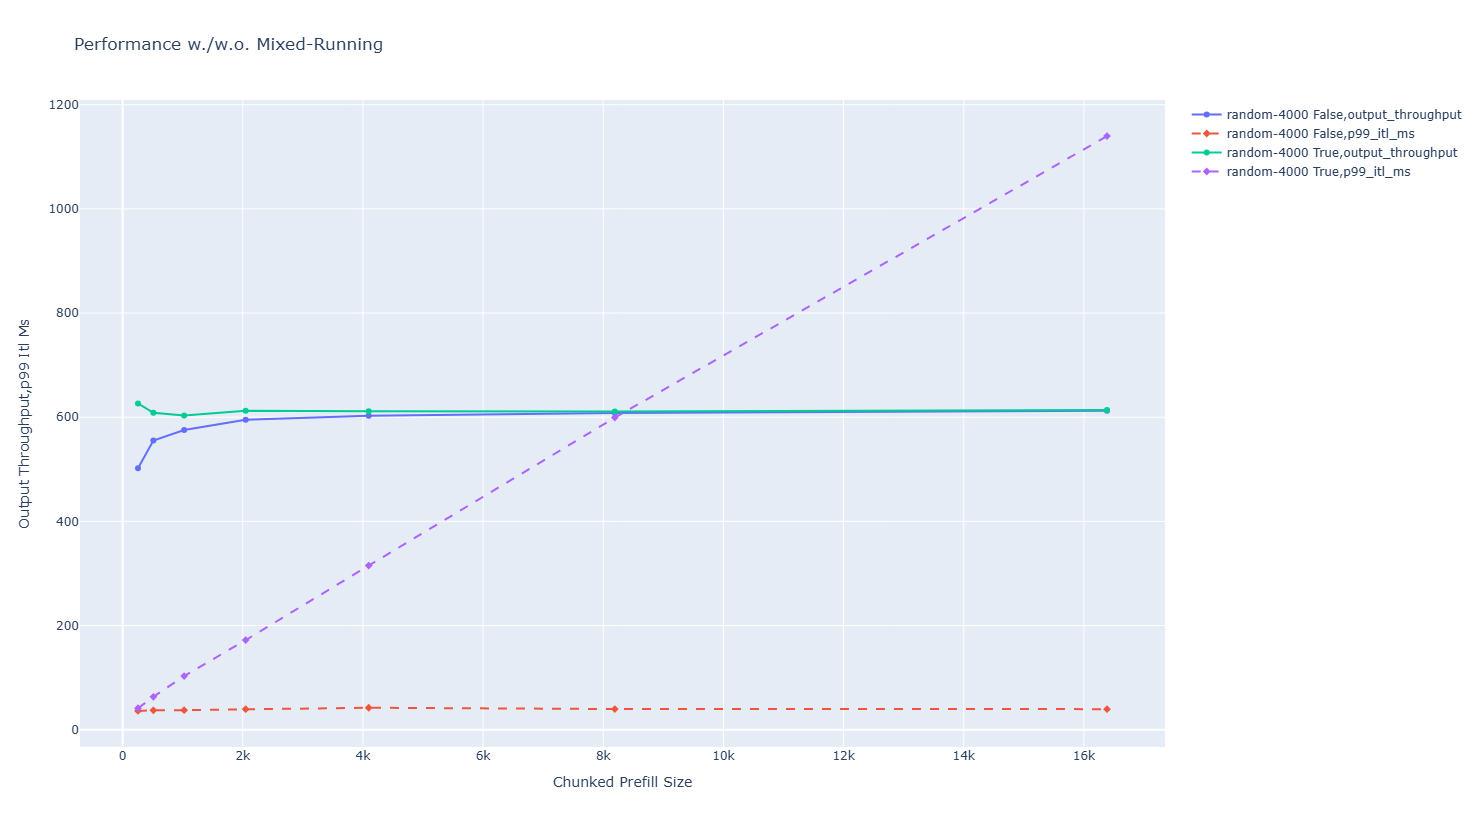 Performance w./w.o. Mixed-Running
1200
1000
800
600
400
200
0
Output Throughput,p99 Itl Ms
0 2k 4k 6k 8k 10k 12k 14k 16k
Chunked Prefill Size
random-4000 False,output_throughput
random-4000 False,p99_itl_ms
random-4000 True,output_throughput
random-4000 True,p99_itl_ms